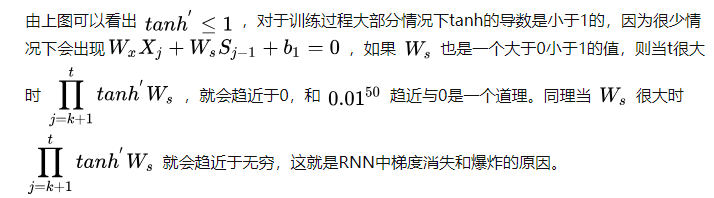 由上图可以看出 tanh′ ≤ 1 ，对于训练过程大部分情况下tanh的导数是小于1的，因为很少情
况下会出现 W_x X_j + W_s S_{j−1} + b_1 = 0 ，如果 W_s 也是一个大于0小于1的值，则当t很大
时 ∏_{j=k+1}^{t} tanh′ W_s ，就会趋近于0，和 0.01^{50} 趋近与0是一个道理。同理当 W_s 很大时
∏_{j=k+1}^{t} tanh′ W_s 就会趋近于无穷，这就是RNN中梯度消失和爆炸的原因。